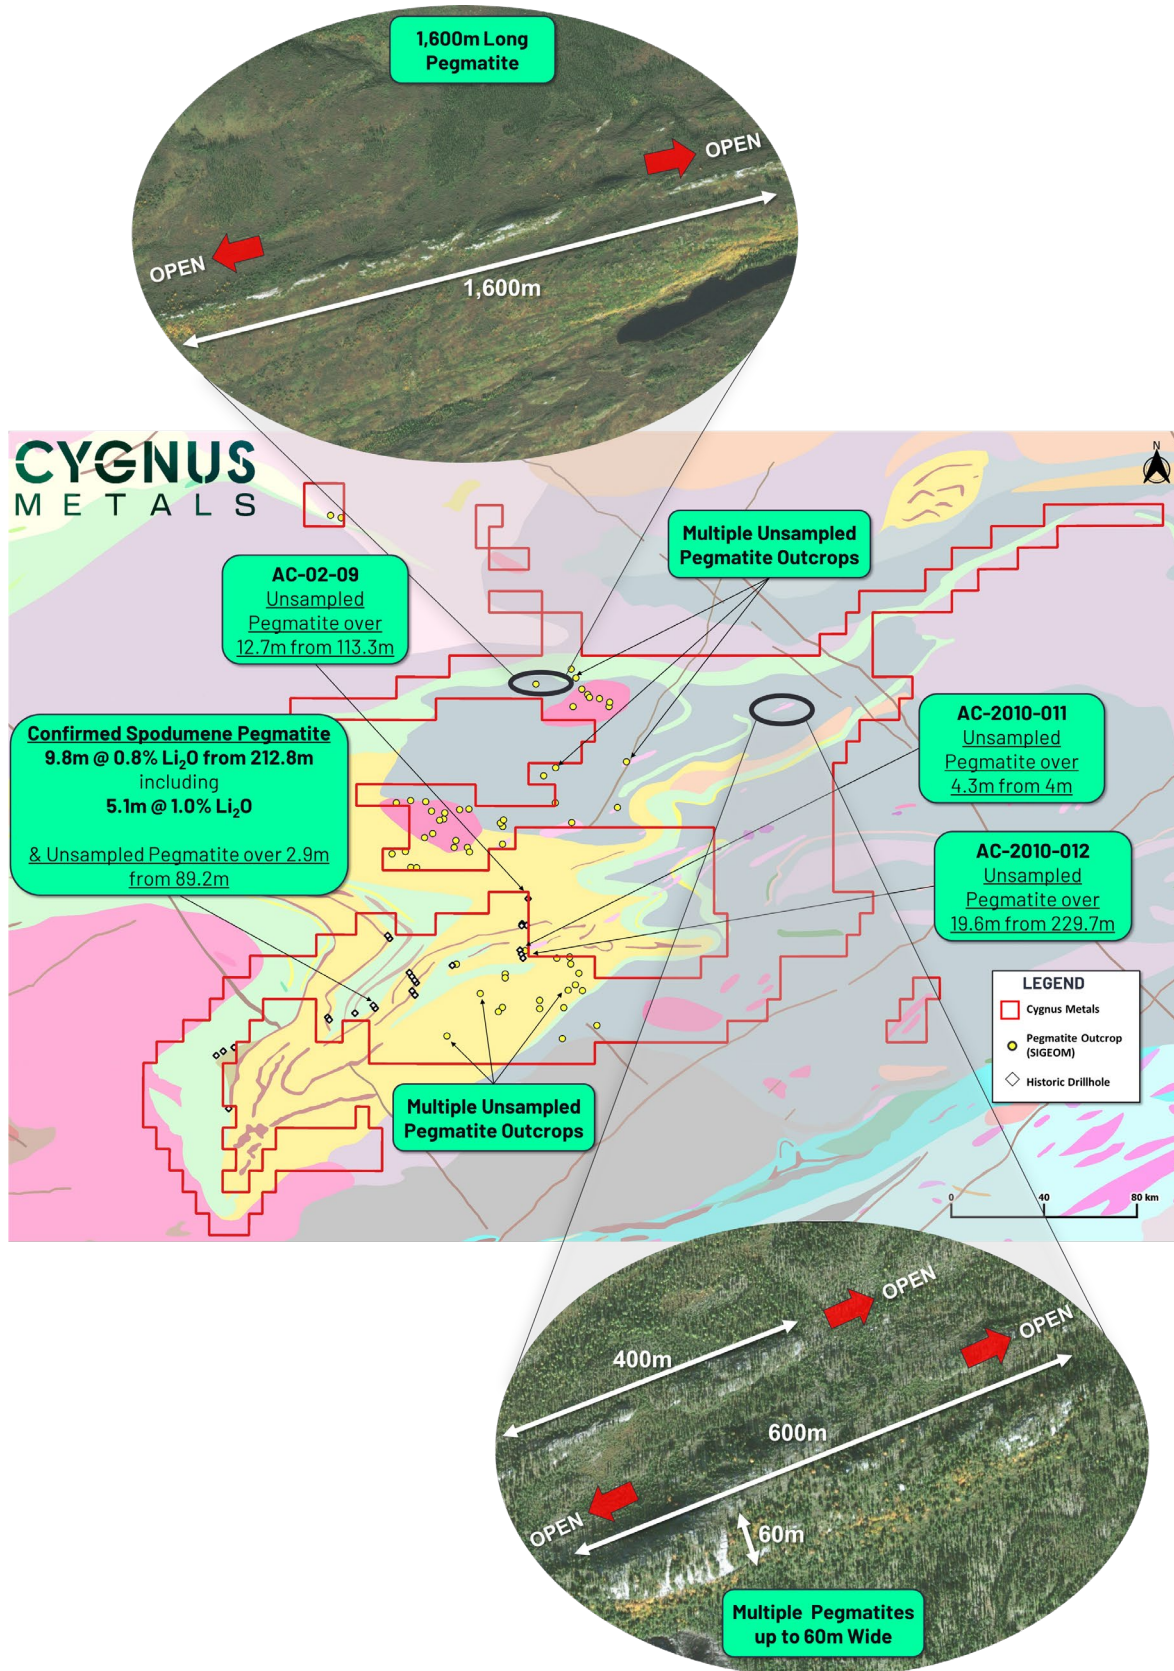 1,600m Long
Pegmatite
OPEN
OPEN
1,600m
CYGNUS
METALS
N
Multiple Unsampled
Pegmatite Outcrops
AC-02-09
Unsampled
Pegmatite over
12.7m from 113.3m
Confirmed Spodumene Pegmatite
9.8m @ 0.8% Li₂O from 212.8m
including
5.1m @ 1.0% Li₂O
& Unsampled Pegmatite over 2.9m
from 89.2m
AC-2010-011
Unsampled
Pegmatite over
4.3m from 4m
AC-2010-012
Unsampled
Pegmatite over
19.6m from 229.7m
LEGEND
Cygnus Metals
Pegmatite Outcrop
(SIGEOM)
Historic Drillhole
Multiple Unsampled
Pegmatite Outcrops
0 40 80 km
OPEN
OPEN
400m
600m
OPEN
60m
Multiple Pegmatites
up to 60m Wide